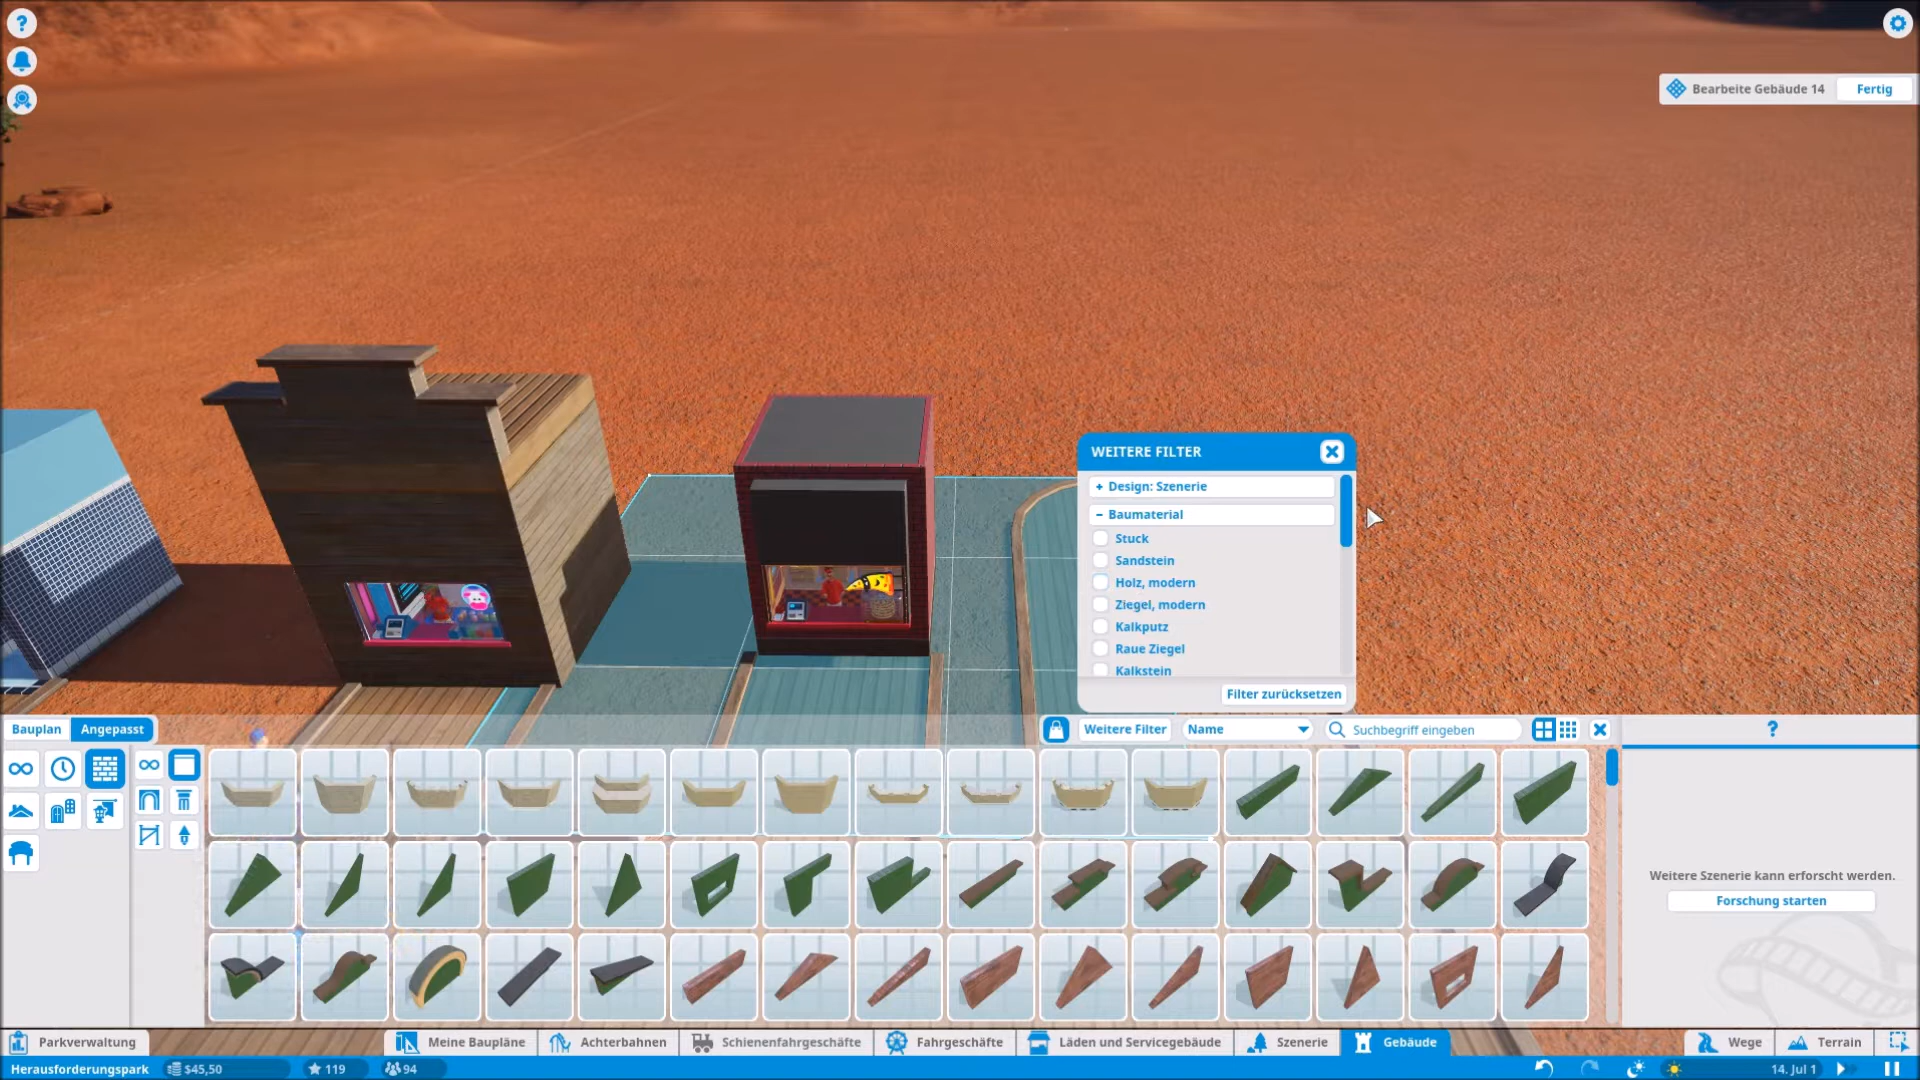 Bearbeite Gebäude 14
Fertig
WEITERE FILTER
+ Design: Szenerie
− Baumaterial
Stuck
Sandstein
Holz, modern
Ziegel, modern
Kalkputz
Raue Ziegel
Kalkstein
Filter zurücksetzen
Bauplan
Angepasst
Weitere Filter
Name
Suchbegriff eingeben
?
Weitere Szenerie kann erforscht werden.
Forschung starten
Parkverwaltung
Meine Baupläne
Achterbahnen
Schienenfahrgeschäfte
Fahrgeschäfte
Läden und Servicegebäude
Szenerie
Gebäude
Wege
Terrain
Herausforderungspark
$45,50
119
94
14. Jul 1